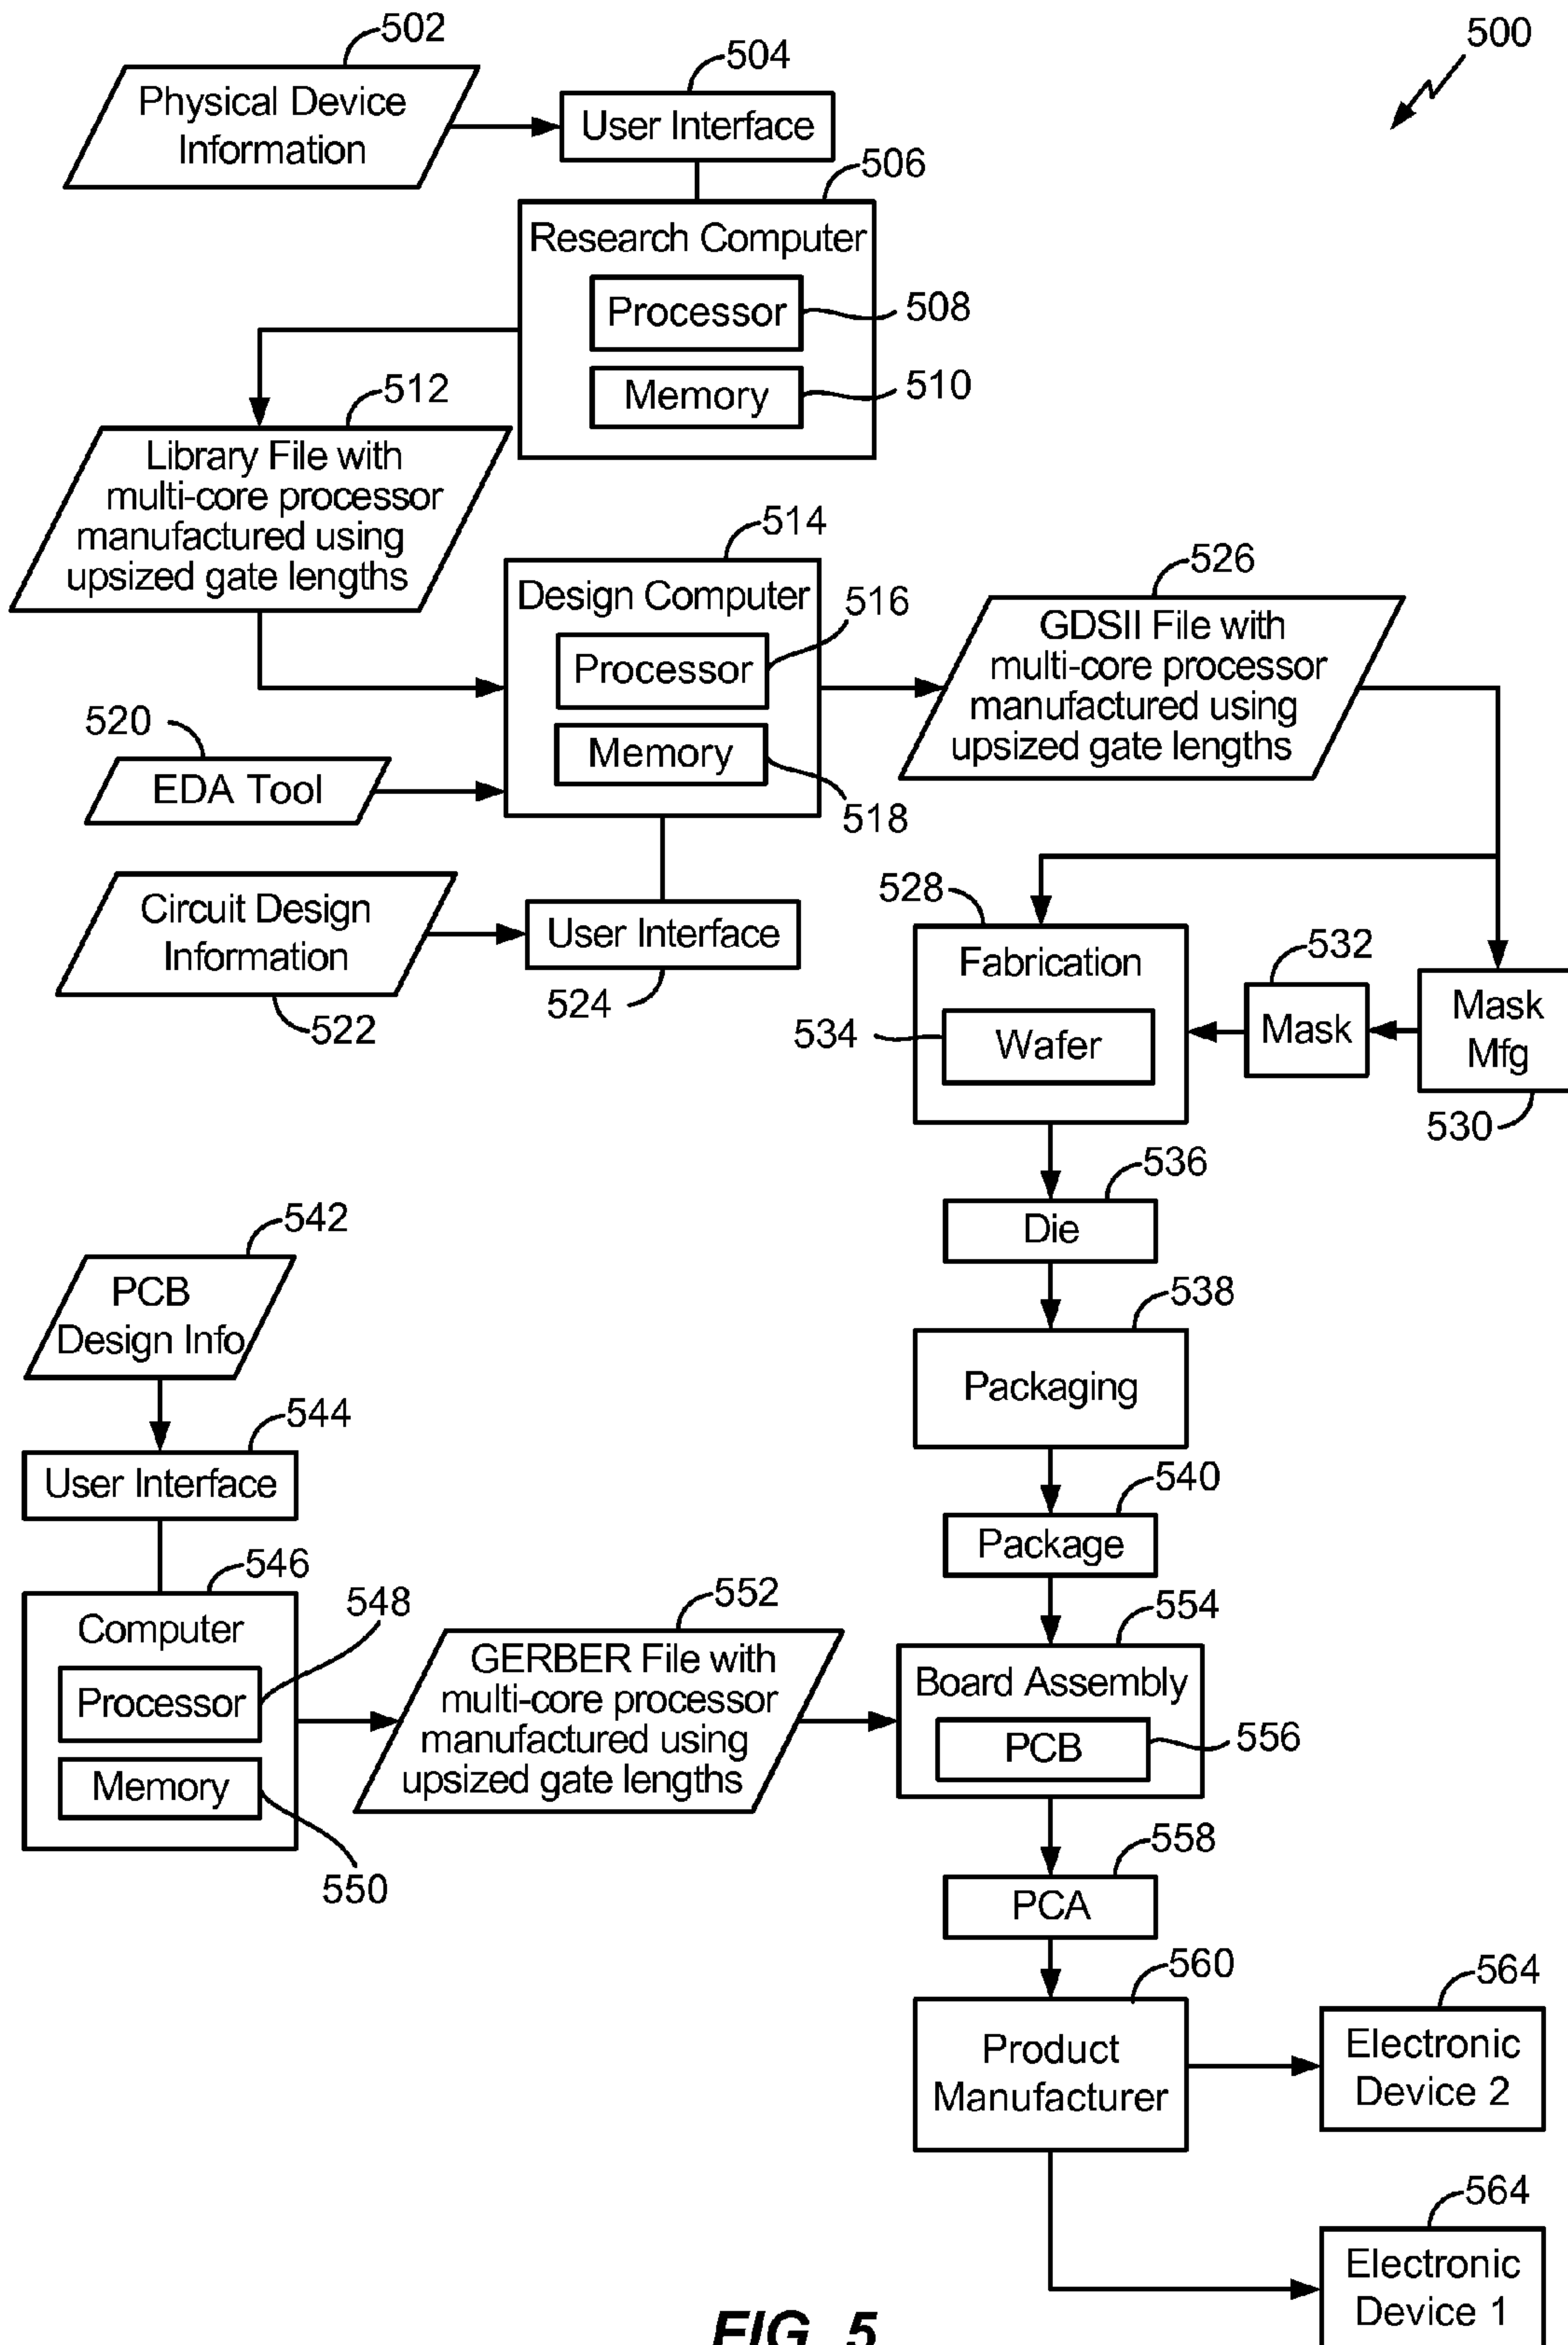 502
500
504
Physical Device
Information
User Interface
506
Research Computer
Processor
508
Memory
510
512
Library File with
multi-core processor
manufactured using
upsized gate lengths
514
Design Computer
516
Processor
Memory
518
526
GDSII File with
multi-core processor
manufactured using
upsized gate lengths
520
EDA Tool
Circuit Design
Information
522
User Interface
524
528
Fabrication
534
Wafer
532
Mask
Mask
Mfg
530
536
Die
538
Packaging
540
Package
542
PCB
Design Info
544
User Interface
546
Computer
548
Processor
Memory
550
552
GERBER File with
multi-core processor
manufactured using
upsized gate lengths
554
Board Assembly
PCB
556
558
PCA
560
Product
Manufacturer
564
Electronic
Device 2
564
Electronic
Device 1
FIG. 5